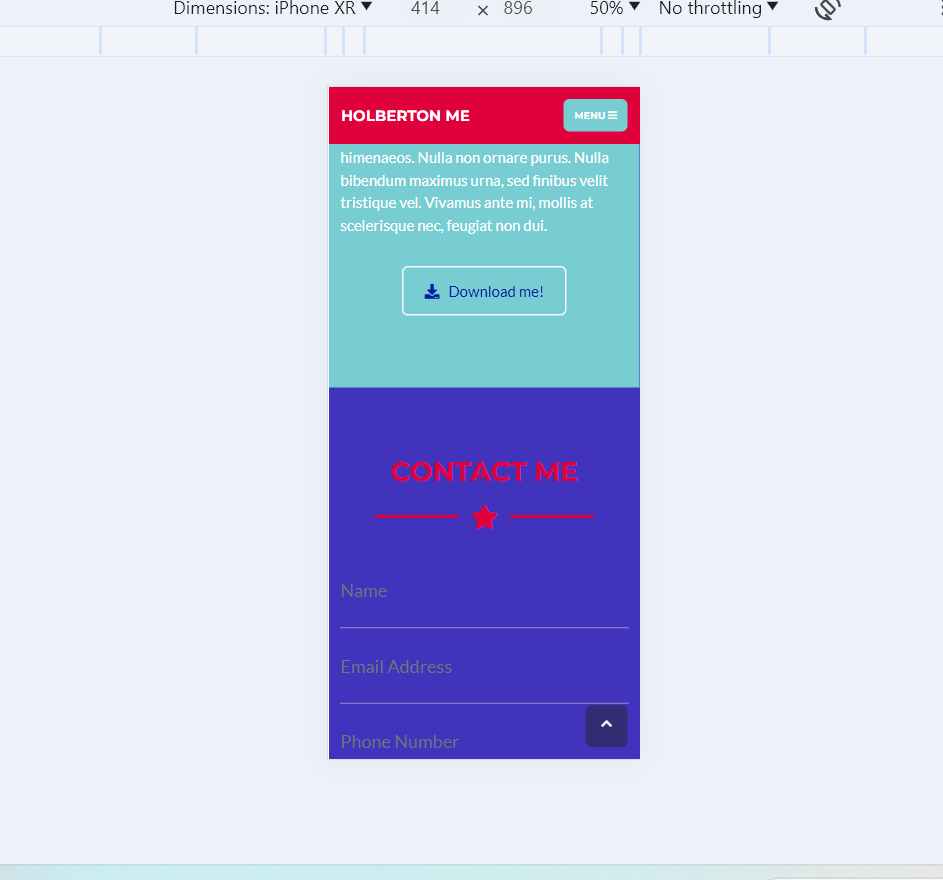 Dimensions: iPhone XR ▼ 414 × 896 50% ▼ No throttling ▼
HOLBERTON ME
MENU
himenaeos. Nulla non ornare purus. Nulla
bibendum maximus urna, sed finibus velit
tristique vel. Vivamus ante mi, mollis at
scelerisque nec, feugiat non dui.
Download me!
CONTACT ME
Name
Email Address
Phone Number